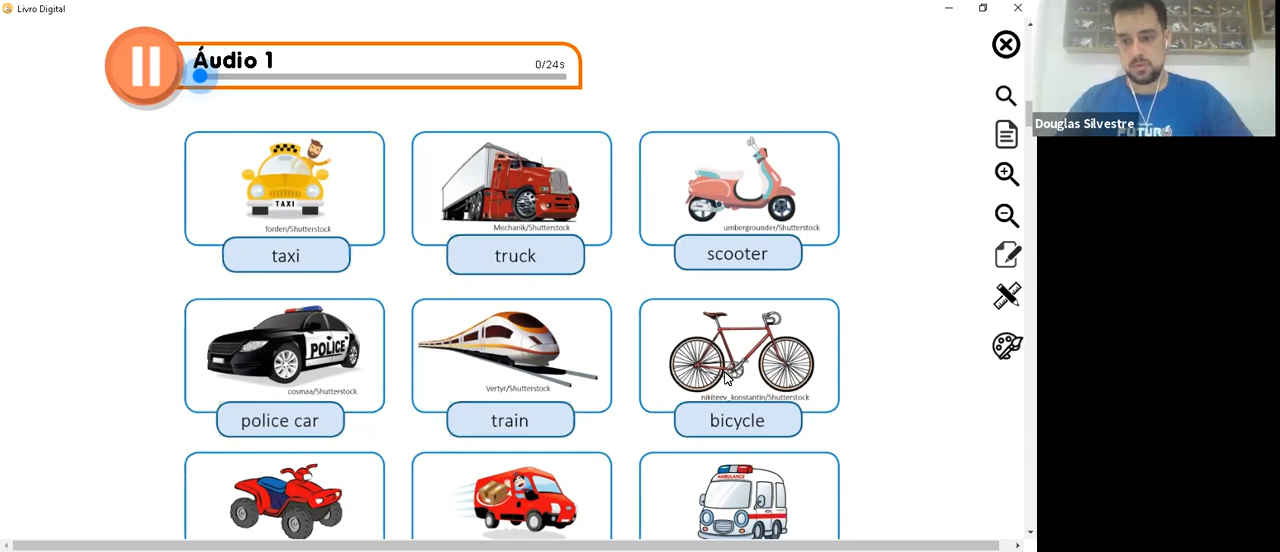 Livro Digital
Áudio 1
0/24s
TAXI
forden/Shutterstock
Mechanik/Shutterstock
umbergrounder/Shutterstock
taxi
truck
scooter
POLICE
cosmaa/Shutterstock
Vertyr/Shutterstock
nikiteev_konstantin/Shutterstock
police car
train
bicycle
AMBULANCE
Douglas Silvestre
FUTURO